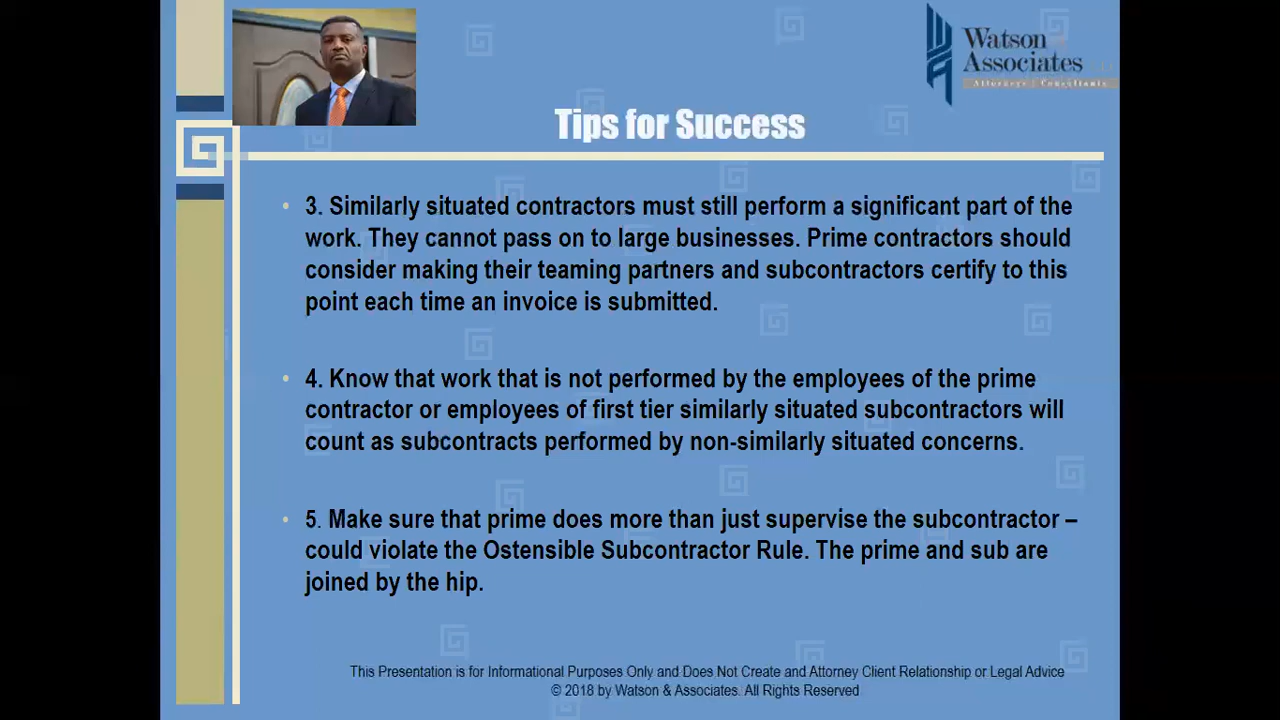 Watson
Associates
Attorneys | Consultants
Tips for Success
• 3. Similarly situated contractors must still perform a significant part of the
work. They cannot pass on to large businesses. Prime contractors should
consider making their teaming partners and subcontractors certify to this
point each time an invoice is submitted.
• 4. Know that work that is not performed by the employees of the prime
contractor or employees of first tier similarly situated subcontractors will
count as subcontracts performed by non-similarly situated concerns.
• 5. Make sure that prime does more than just supervise the subcontractor –
could violate the Ostensible Subcontractor Rule. The prime and sub are
joined by the hip.
This Presentation is for Informational Purposes Only and Does Not Create and Attorney Client Relationship or Legal Advice
© 2018 by Watson & Associates. All Rights Reserved